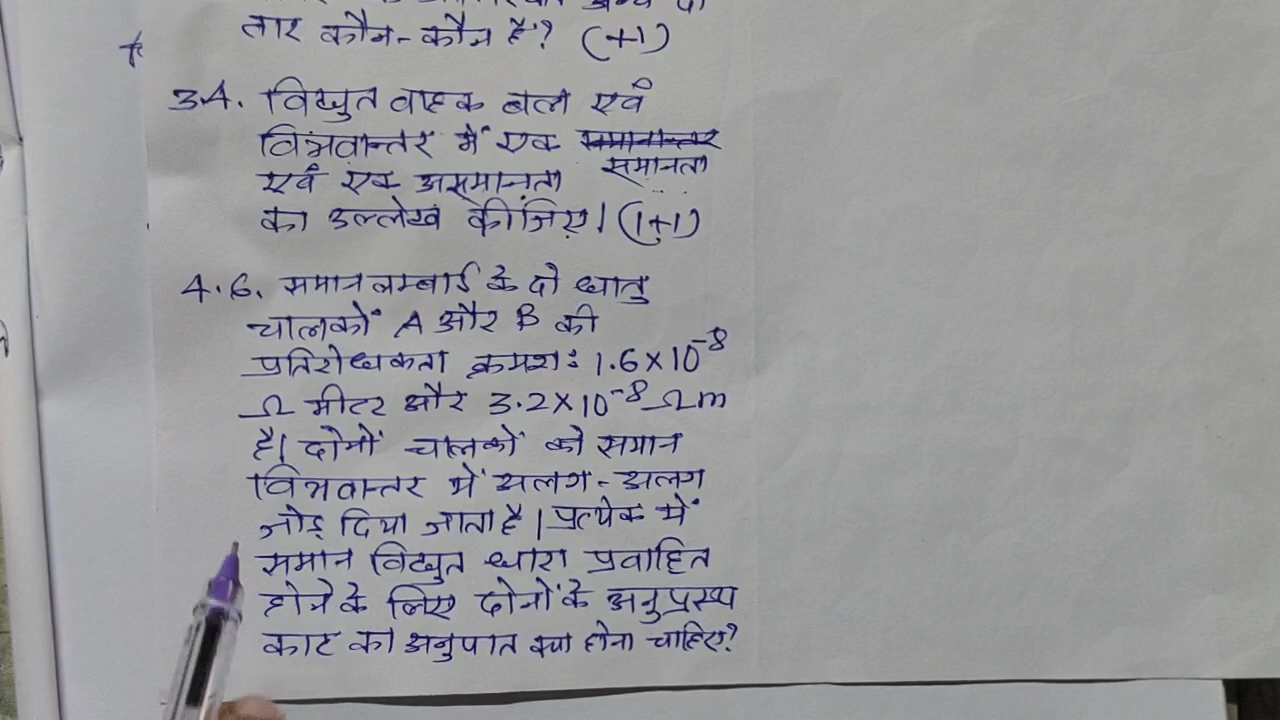 तार कौन-कौन है? (+1)
3.4. विद्युत वाहक बल एवं
विभवान्तर में एक समानान्तर
समानता
एवं एक असमानता
का उल्लेख कीजिए। (1+1)
4.6. समान लम्बाई के दो धातु
चालकों A और B की
प्रतिरोधकता क्रमशः 1.6×10⁻⁸
Ω मीटर और 3.2×10⁻⁸ Ωm
है। दोनों चालकों को समान
विभवान्तर में अलग-अलग
जोड़ दिया जाता है। प्रत्येक में
समान विद्युत धारा प्रवाहित
होने के लिए दोनों के अनुप्रस्थ
काट का अनुपात क्या होना चाहिए?